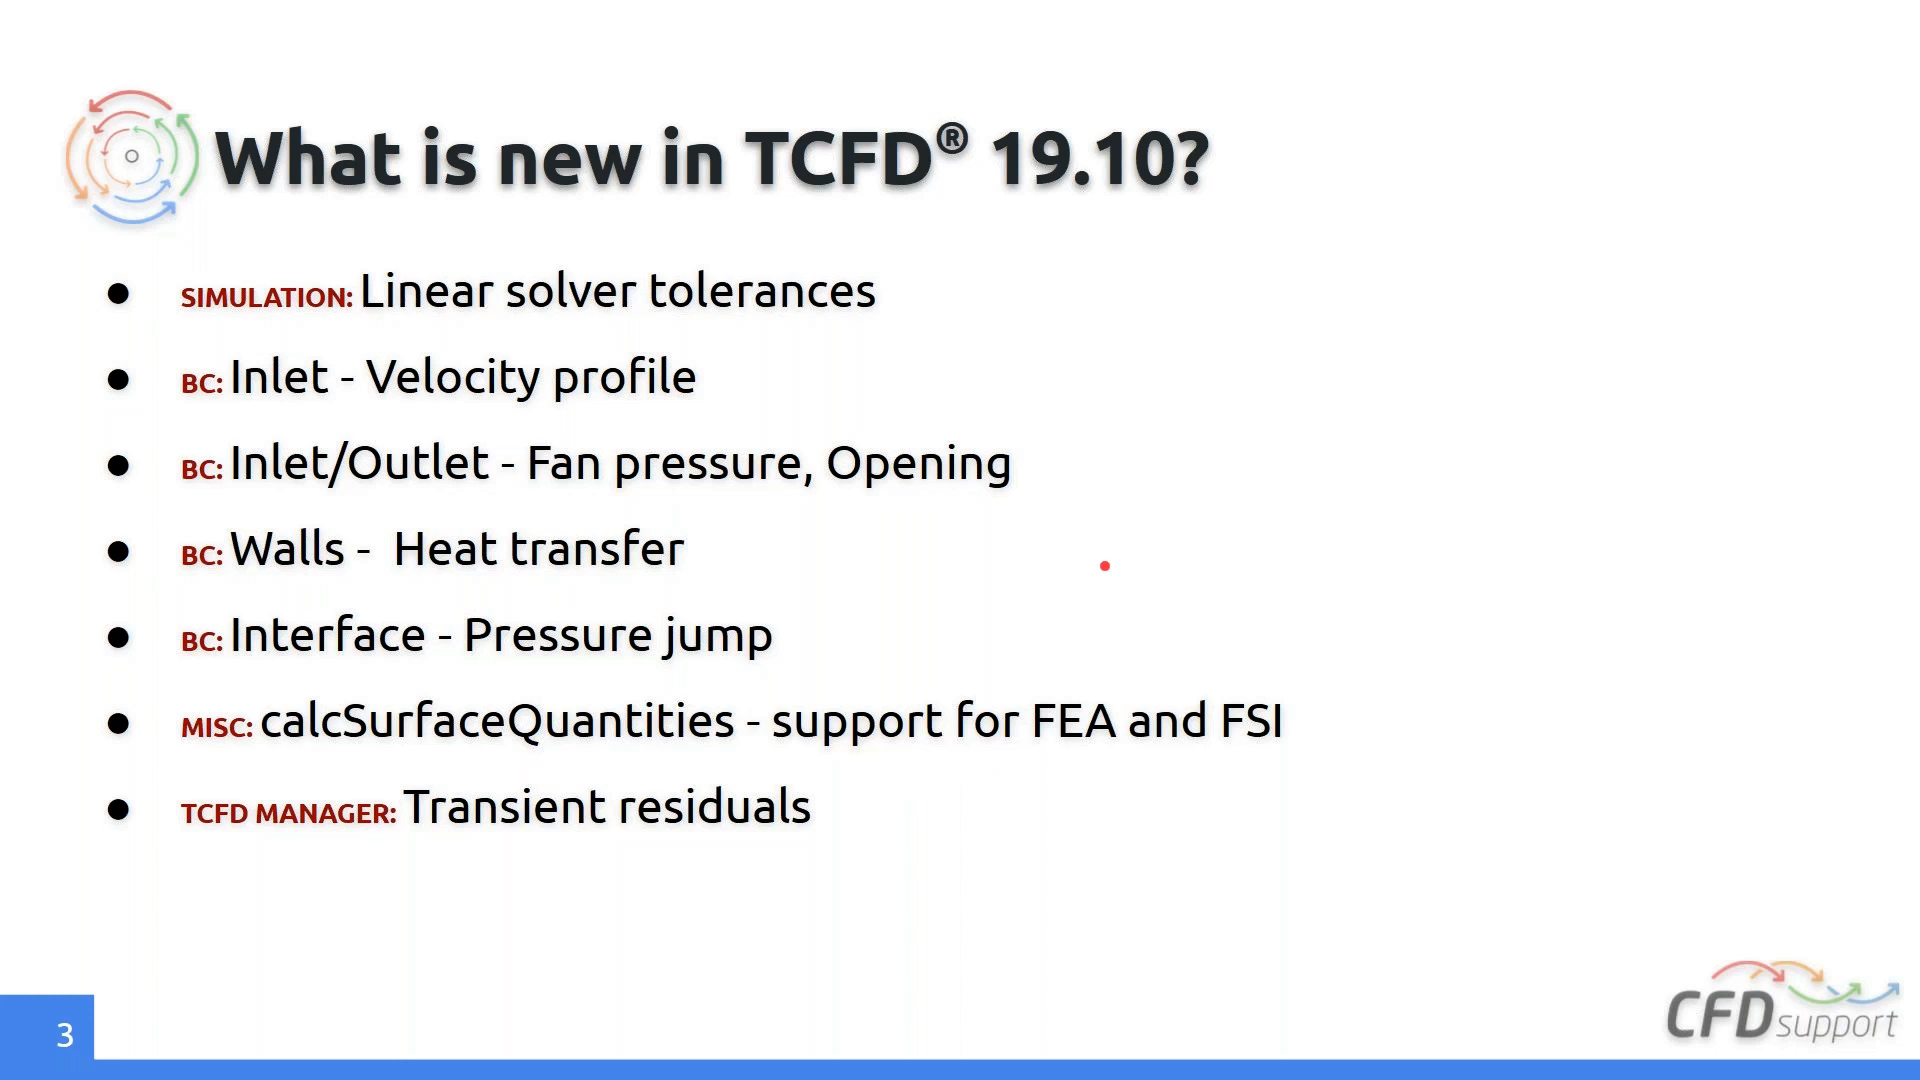 What is new in TCFD® 19.10?
● SIMULATION: Linear solver tolerances
● BC: Inlet - Velocity profile
● BC: Inlet/Outlet - Fan pressure, Opening
● BC: Walls -  Heat transfer
● BC: Interface - Pressure jump
● MISC: calcSurfaceQuantities - support for FEA and FSI
● TCFD MANAGER: Transient residuals
3
CFD support